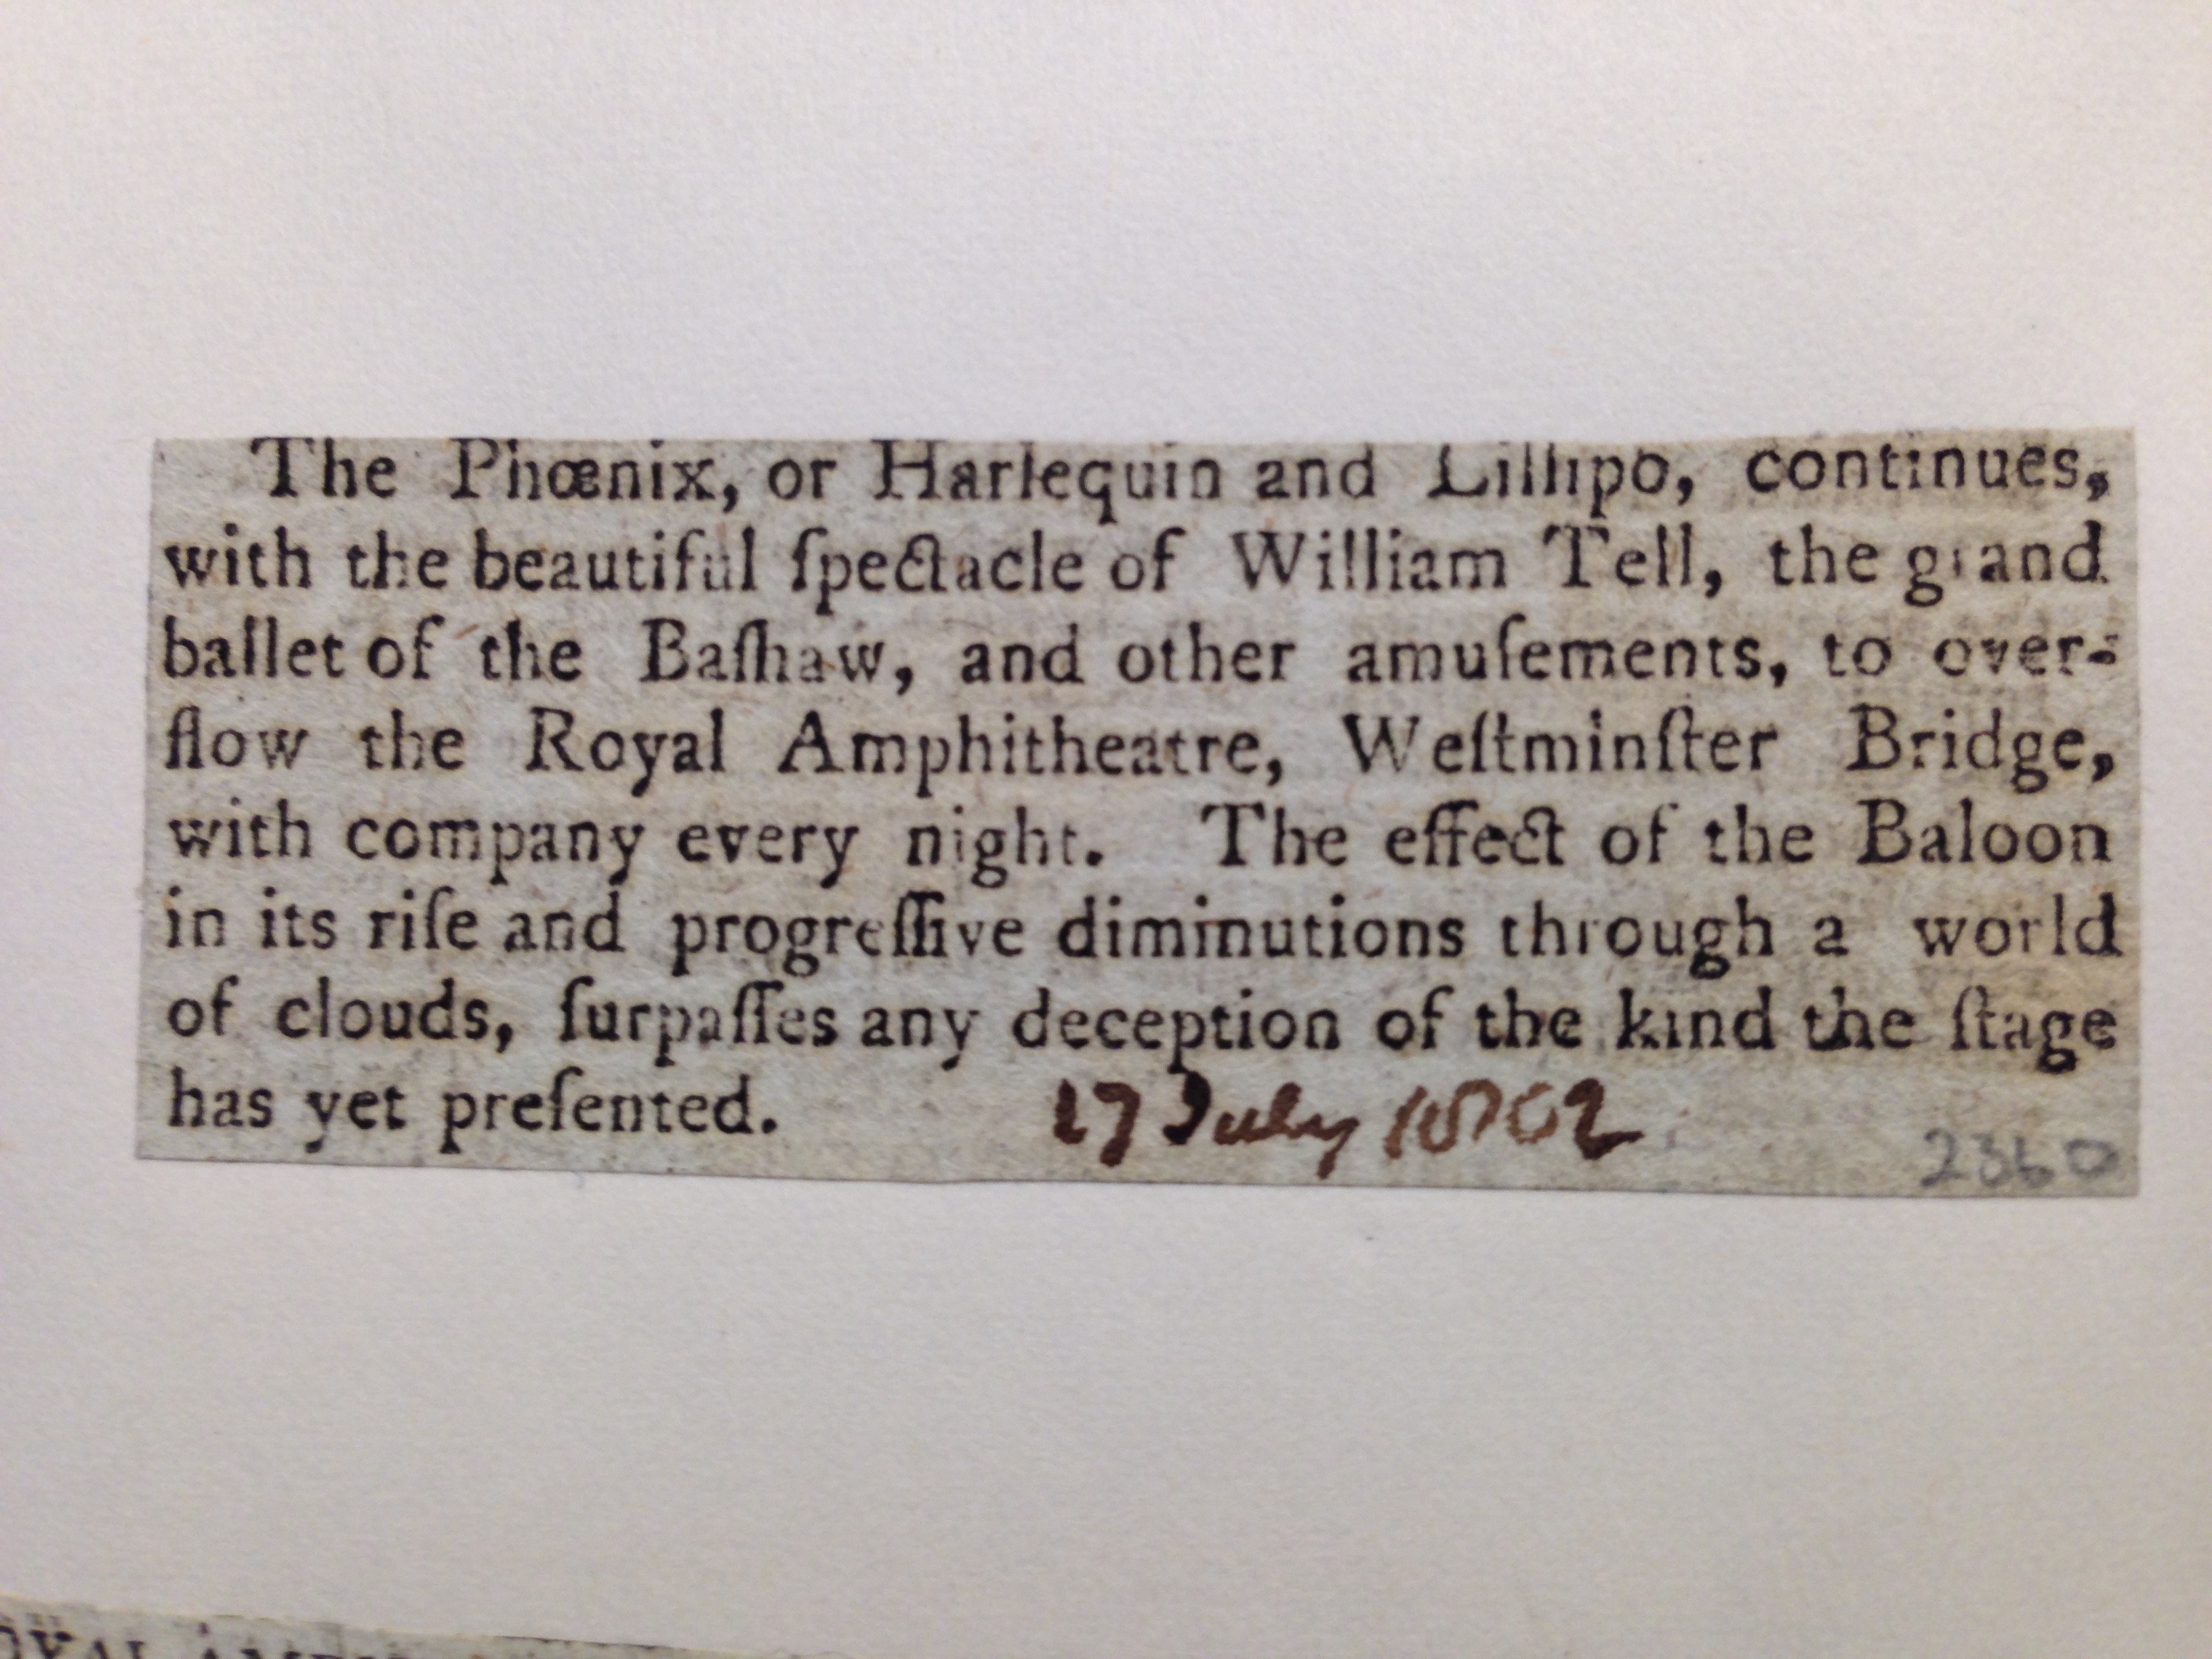 The Phœnix, or Harlequin and Lillipo, continues,
with the beautiful ſpectacle of William Tell, the grand
ballet of the Baſhaw, and other amuſements, to over-
flow the Royal Amphitheatre, Weſtminſter Bridge,
with company every night. The effect of the Baloon
in its riſe and progreſſive diminutions through a world
of clouds, ſurpaſſes any deception of the kind the ſtage
has yet preſented. 17 July 1802
2360